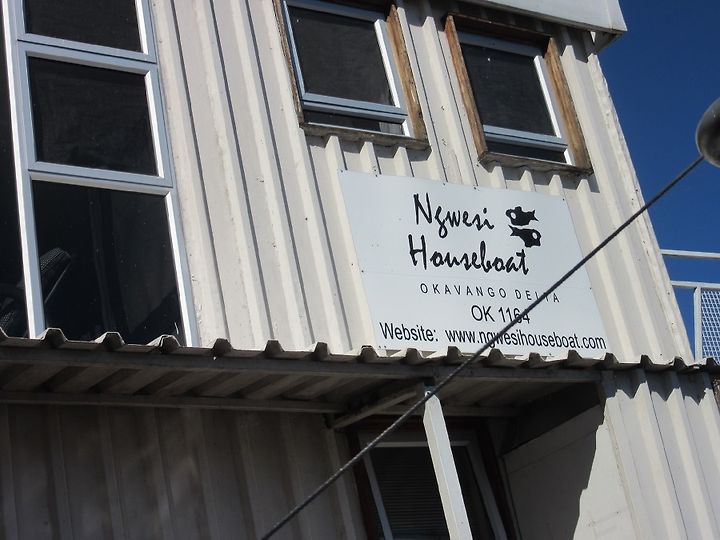 Ngwesi
Houseboat
OKAVANGO DELTA
OK 1164
Website: www.ngwesihouseboat.com